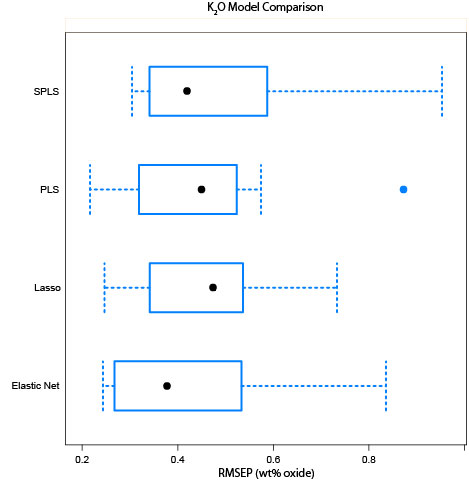 K₂O Model Comparison
SPLS
PLS
Lasso
Elastic Net
0.2 0.4 0.6 0.8
RMSEP (wt% oxide)